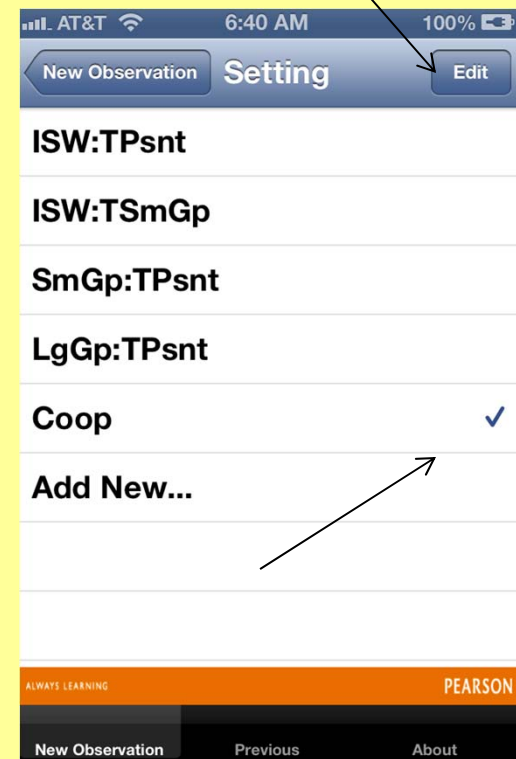 AT&T 6:40 AM 100%
New Observation Setting Edit
ISW:TPsnt
ISW:TSmGp
SmGp:TPsnt
LgGp:TPsnt
Coop
Add New...
ALWAYS LEARNING PEARSON
New Observation Previous About